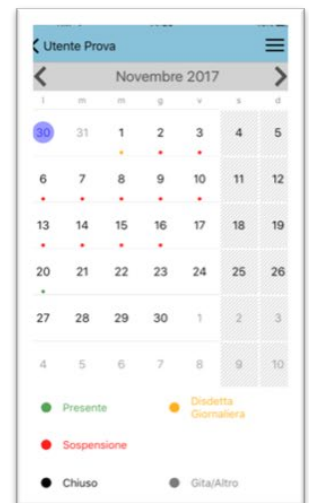 Utente Prova
Novembre 2017
l m m g v s d
30 31 1 2 3 4 5
6 7 8 9 10 11 12
13 14 15 16 17 18 19
20 21 22 23 24 25 26
27 28 29 30 1 2 3
4 5 6 7 8 9 10
Presente
Disdetta
Giornaliera
Sospensione
Chiuso
Gita/Altro